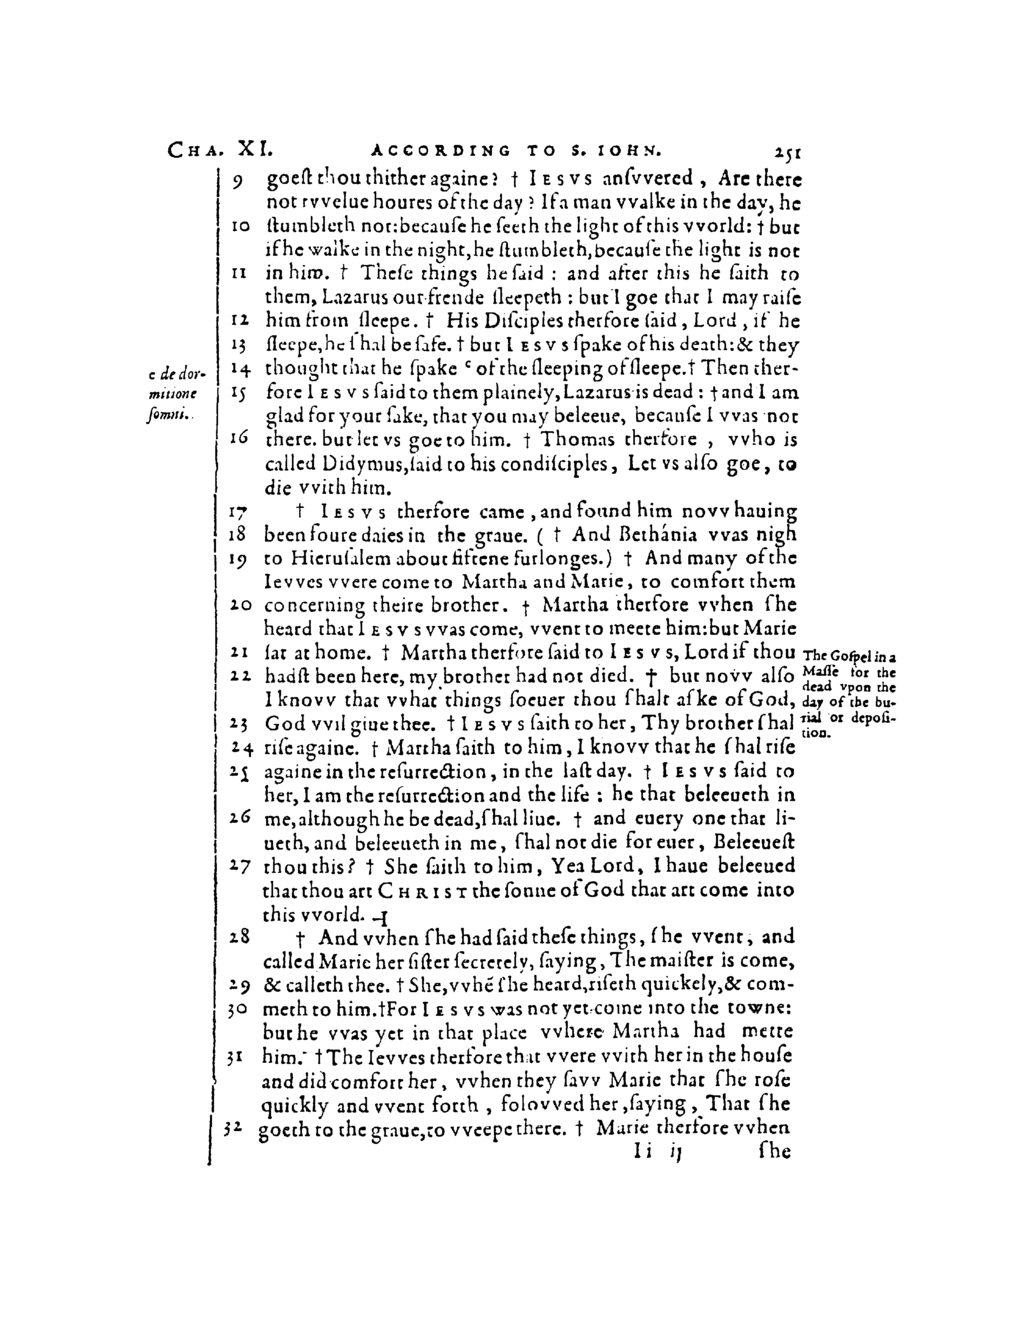 CHA. XI. ACCORDING TO S. IOHN. 251
9 goeſt thou thither againe? † IESVS anſvvered, Are there
not tvvelue houres of the day? If a man vvalke in the day, he
10 ſtumbleth not: becauſe he ſeeth the light of this vvorld: † but
if he walke in the night, he ſtumbleth, becauſe the light is not
11 in him. † Theſe things he ſaid : and after this he ſaith to
them, Lazarus our frende ſleepeth : but I goe that I may raiſe
12 him from ſleepe. † His Diſciples therfore ſaid, Lord, if he
13 ſleepe, he ſhal be ſafe. † but IESVS ſpake of his death: & they
14 thought that he ſpake ᶜ of the ſleeping of ſleepe. † Then ther-
c de dor-
mitione
ſomni.
15 fore IESVS ſaid to them plainely, Lazarus is dead : † and I am
glad for your ſake, that you may beleeue, becauſe I vvas not
16 there. but let vs goe to him. † Thomas therfore , vvho is
called Didymus, ſaid to his condiſciples, Let vs alſo goe, to
die vvith him.
17 † IESVS therfore came, and found him novv hauing
18 been foure daies in the graue. ( † And Bethánia vvas nigh
19 to Hieruſalem about fiftene furlonges.) † And many of the
Ievves vvere come to Martha and Marie, to comfort them
20 concerning theire brother. † Martha therfore vvhen ſhe
heard that IESVS vvas come, vvent to meete him: but Marie
21 ſat at home. † Martha therfore ſaid to IESVS, Lord if thou
22 hadſt been here, my brother had not died. † but novv alſo
I knovv that vvhat things ſoeuer thou ſhalt aſke of God,
23 God vvil giue thee. † IESVS ſaith to her, Thy brother ſhal
The Goſpel in a
Maſſe for the
dead vpon the
day of the bu-
rial or depoſi-
tion.
24 riſe againe. † Martha ſaith to him, I knovv that he ſhal riſe
25 againe in the reſurrection, in the laſt day. † IESVS ſaid to
her, I am the reſurrection and the life : he that beleeueth in
26 me, although he be dead, ſhal liue. † and euery one that li-
ueth, and beleeueth in me, ſhal not die for euer, Beleeueſt
27 thou this? † She ſaith to him, Yea Lord, I haue beleeued
that thou art CHRIST the ſonne of God that art come into
this vvorld. ⊣
28 † And vvhen ſhe had ſaid theſe things, ſhe vvent, and
called Marie her ſiſter ſecretely, ſaying, The maiſter is come,
29 & calleth thee. † She, vvhē ſhe heard, riſeth quickely, & com-
30 meth to him. † For IESVS was not yet come into the towne:
but he vvas yet in that place vvhere Martha had mette
31 him. † The Ievves therfore that vvere vvith her in the houſe
and did comfort her, vvhen they ſavv Marie that ſhe roſe
quickly and vvent forth , folovved her, ſaying, That ſhe
32 goeth to the graue, to vveepe there. † Marie therfore vvhen
Ii ij ſhe